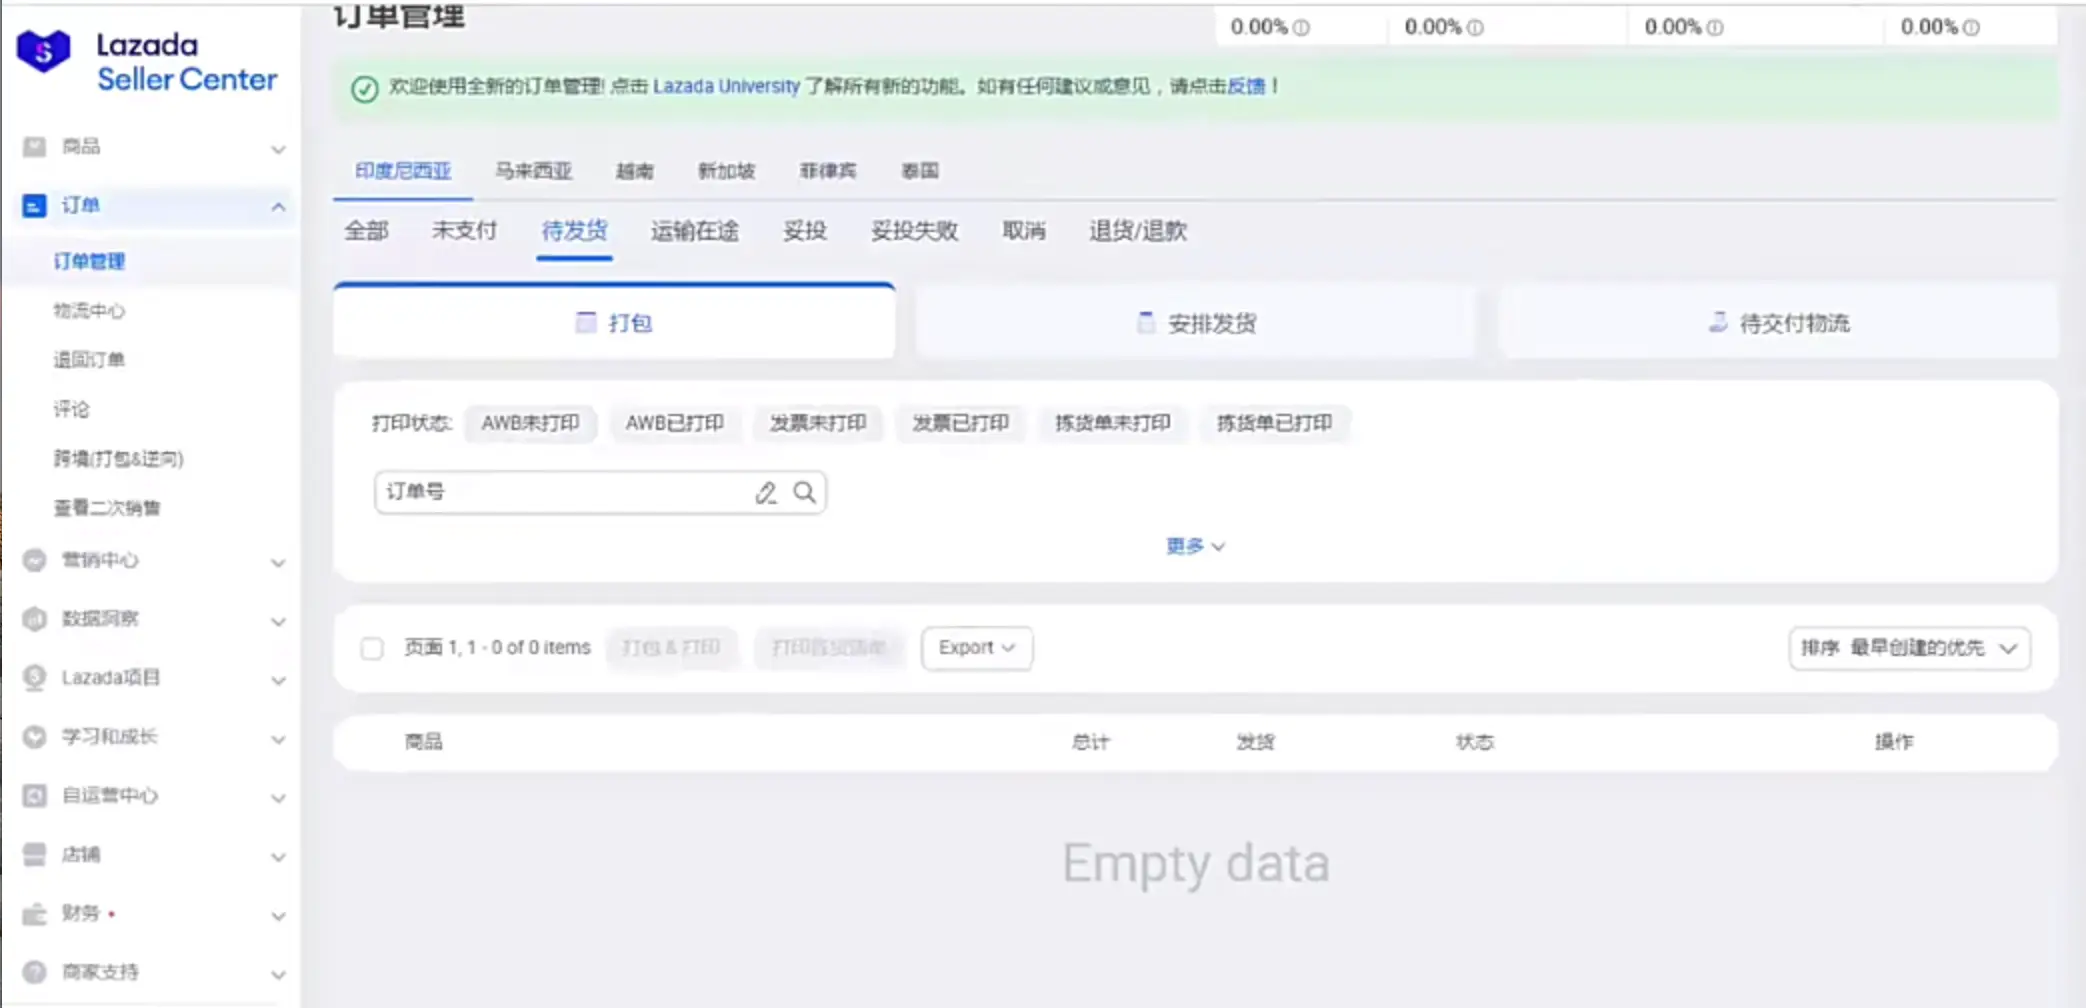 Lazada
Seller Center
商品
订单
订单管理
物流中心
退回订单
评论
跨境(打包&逆向)
查看二次销售
营销中心
数据洞察
Lazada项目
学习和成长
自运营中心
店铺
财务
商家支持
订单管理
0.00% 0.00% 0.00% 0.00%
欢迎使用全新的订单管理! 点击 Lazada University 了解所有新的功能。如有任何建议或意见，请点击反馈！
印度尼西亚 马来西亚 越南 新加坡 菲律宾 泰国
全部 未支付 待发货 运输在途 妥投 妥投失败 取消 退货/退款
打包 安排发货 待交付物流
打印状态: AWB未打印 AWB已打印 发票未打印 发票已打印 拣货单未打印 拣货单已打印
订单号
更多
页面 1, 1 - 0 of 0 items 打包 & 打印 Export 排序 最早创建的优先
商品 总计 发货 状态 操作
Empty data